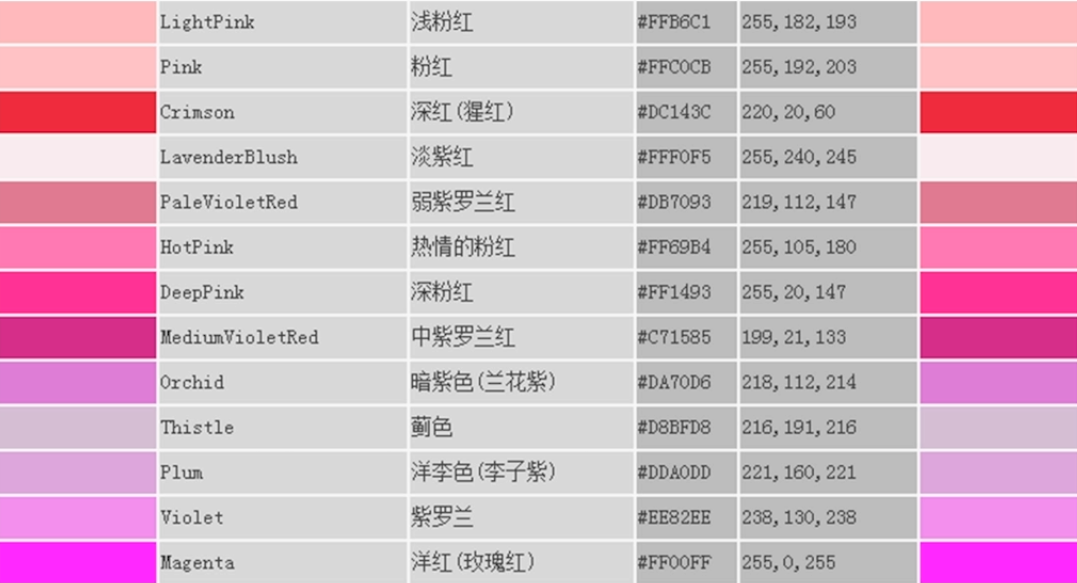 LightPink 浅粉红 #FFB6C1 255,182,193
Pink 粉红 #FFC0CB 255,192,203
Crimson 深红(猩红) #DC143C 220,20,60
LavenderBlush 淡紫红 #FFF0F5 255,240,245
PaleVioletRed 弱紫罗兰红 #DB7093 219,112,147
HotPink 热情的粉红 #FF69B4 255,105,180
DeepPink 深粉红 #FF1493 255,20,147
MediumVioletRed 中紫罗兰红 #C71585 199,21,133
Orchid 暗紫色(兰花紫) #DA70D6 218,112,214
Thistle 蓟色 #D8BFD8 216,191,216
Plum 洋李色(李子紫) #DDA0DD 221,160,221
Violet 紫罗兰 #EE82EE 238,130,238
Magenta 洋红(玫瑰红) #FF00FF 255,0,255